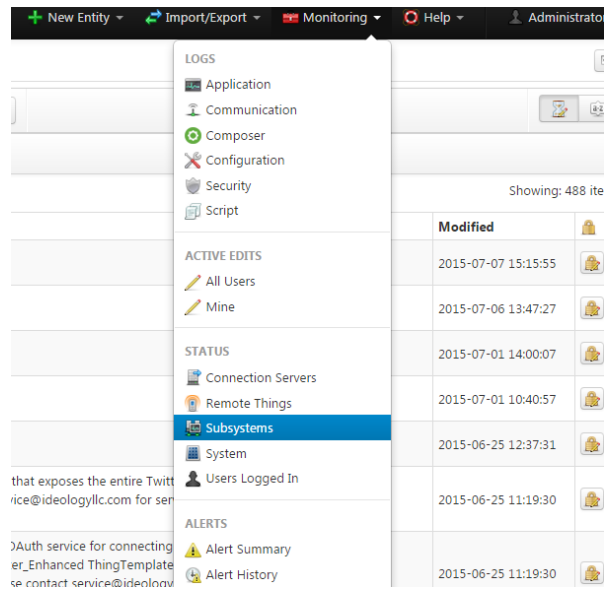 New Entity Import/Export Monitoring Help Administrator
LOGS
Application
Communication
Composer
Configuration
Security
Script
ACTIVE EDITS
All Users
Mine
STATUS
Connection Servers
Remote Things
Subsystems
System
Users Logged In
ALERTS
Alert Summary
Alert History
Showing: 488 ite
Modified
2015-07-07 15:15:55
2015-07-06 13:47:27
2015-07-01 14:00:07
2015-07-01 10:40:57
2015-06-25 12:37:31
that exposes the entire Twitt
vice@ideologyllc.com for ser
2015-06-25 11:19:30
OAuth service for connecting
er_Enhanced ThingTemplate
se contact service@ideology
2015-06-25 11:19:30